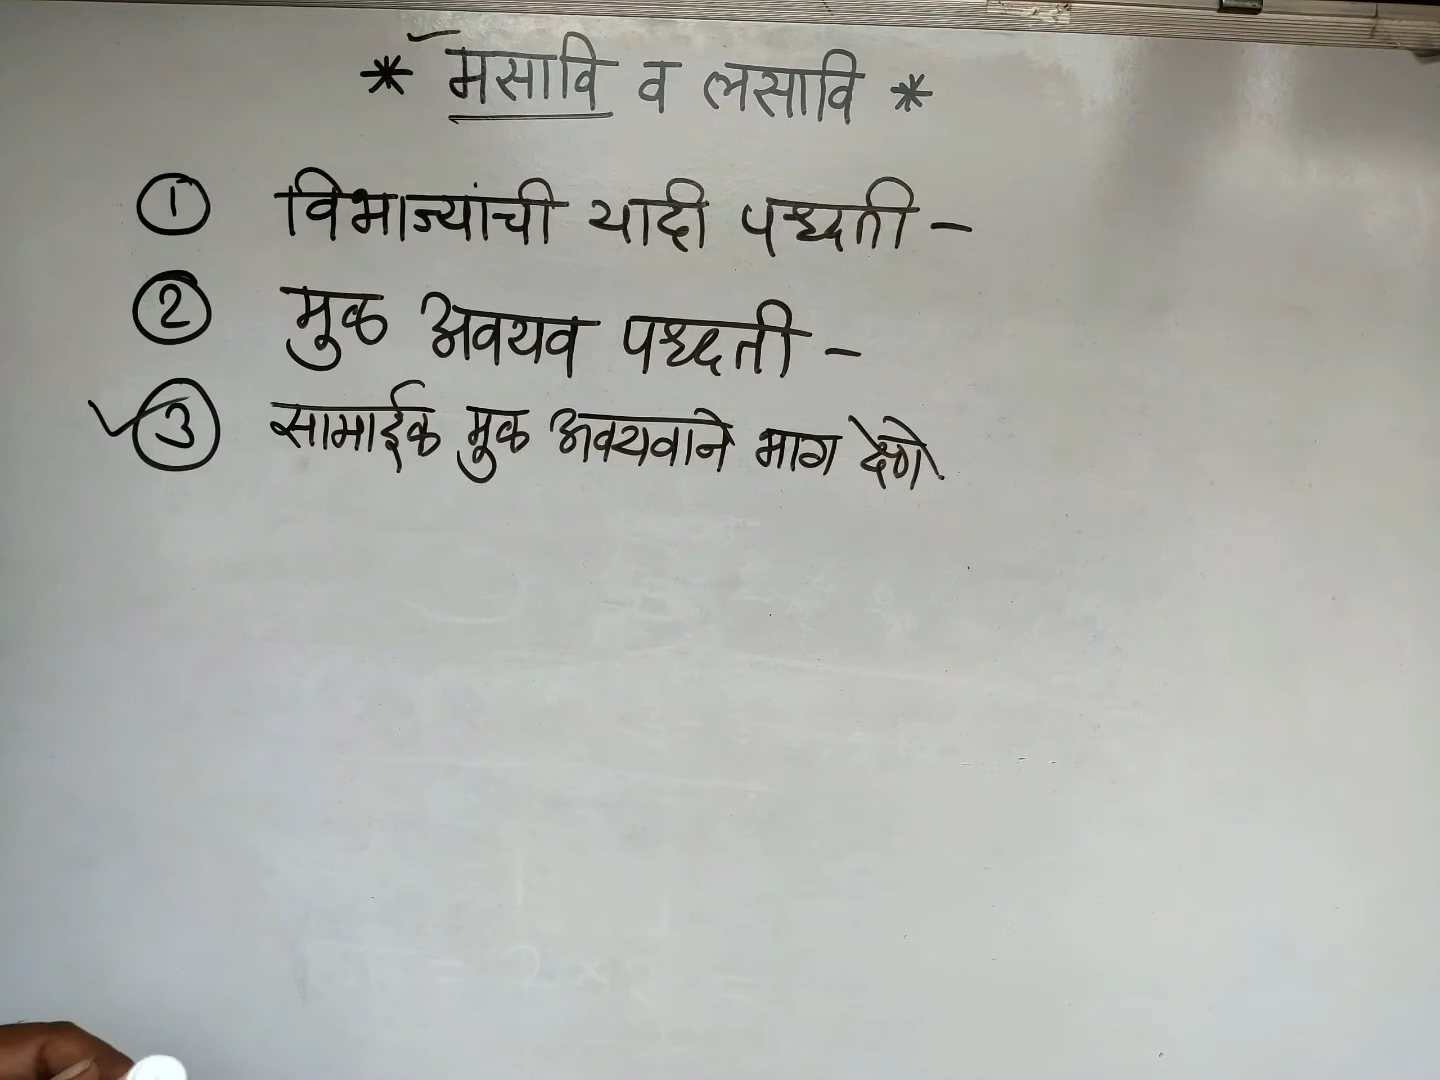 * मसावि व लसावि *
① विभाज्यांची यादी पध्दती -
② मुळ अवयव पध्दती -
③ सामाईक मुळ अवयवाने भाग देणे.